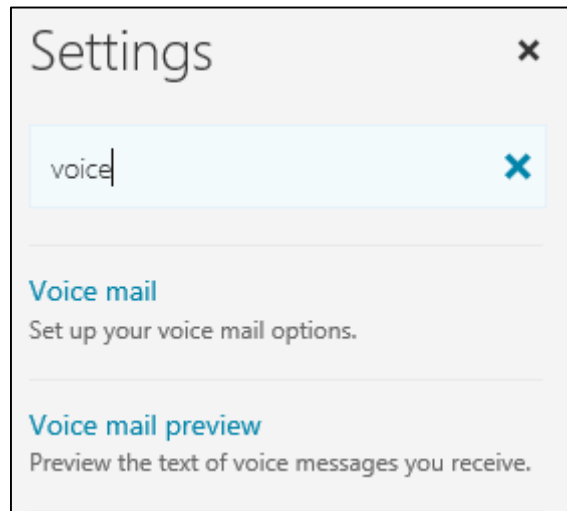 Settings
voice
Voice mail
Set up your voice mail options.
Voice mail preview
Preview the text of voice messages you receive.